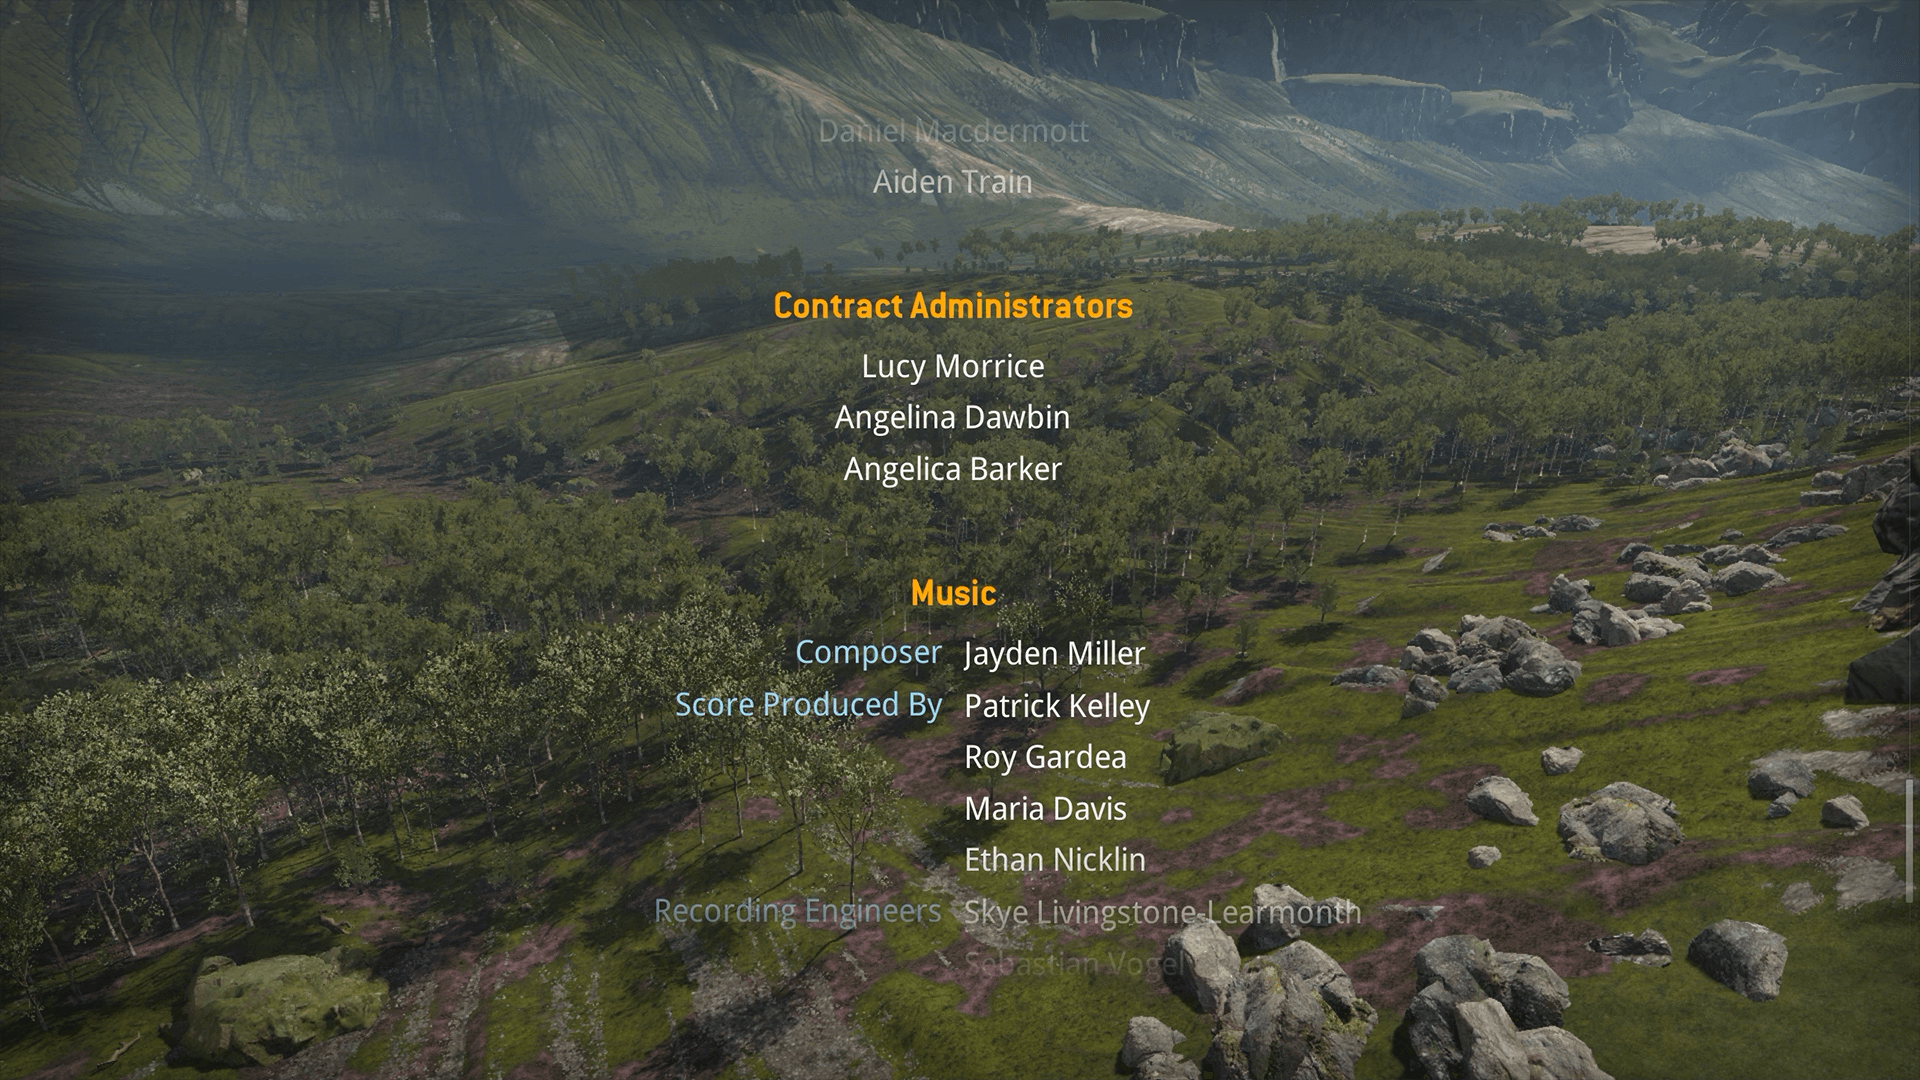 Daniel Macdermott
Aiden Train
Contract Administrators
Lucy Morrice
Angelina Dawbin
Angelica Barker
Music
Composer Jayden Miller
Score Produced By Patrick Kelley
Roy Gardea
Maria Davis
Ethan Nicklin
Recording Engineers Skye Livingstone-Learmonth
Sebastian Vogel